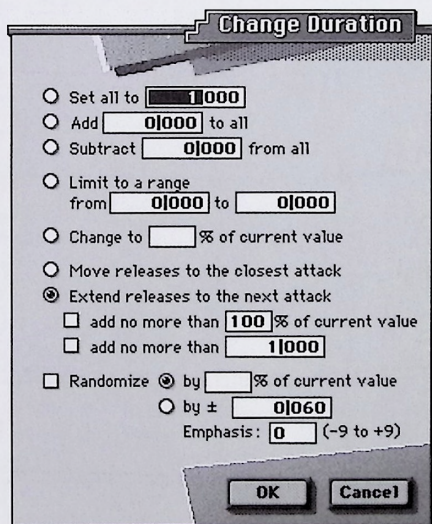 Change Duration
Set all to 1|000
Add 0|000 to all
Subtract 0|000 from all
Limit to a range
from 0|000 to 0|000
Change to % of current value
Move releases to the closest attack
Extend releases to the next attack
add no more than 100 % of current value
add no more than 1|000
Randomize by % of current value
by ± 0|060
Emphasis: 0 (-9 to +9)
OK Cancel